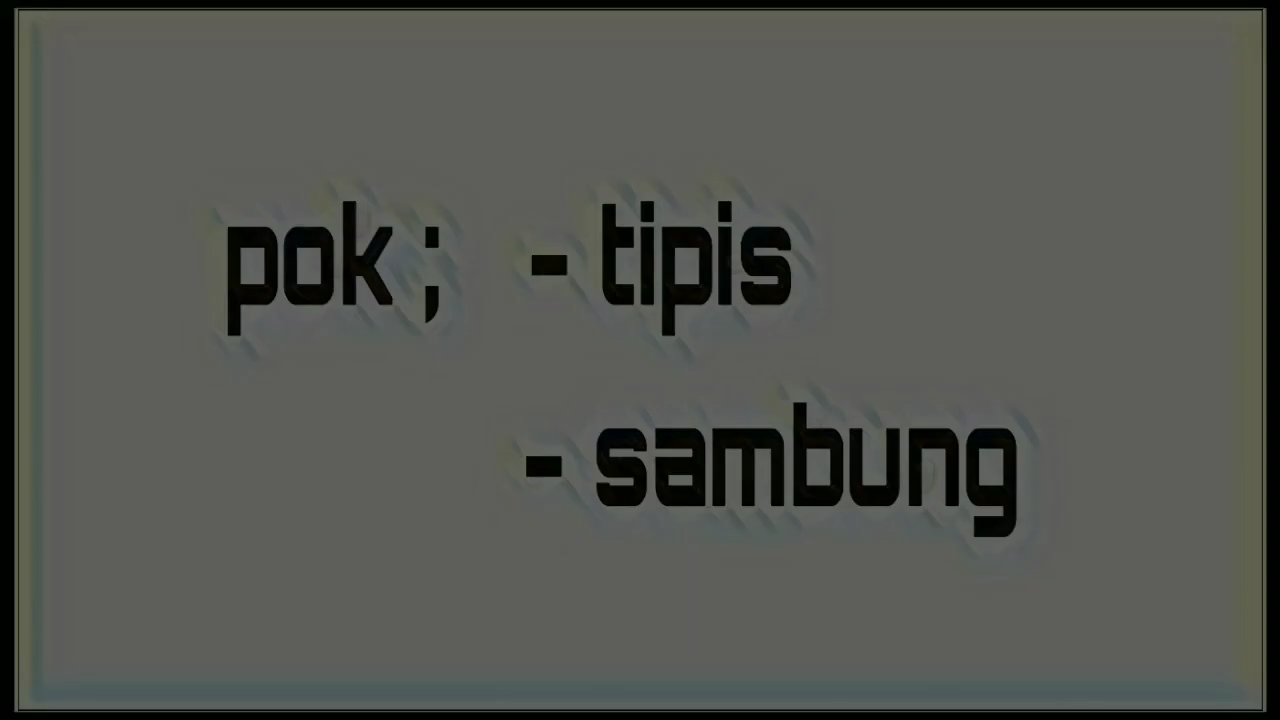 pok ; - tipis
- sambung